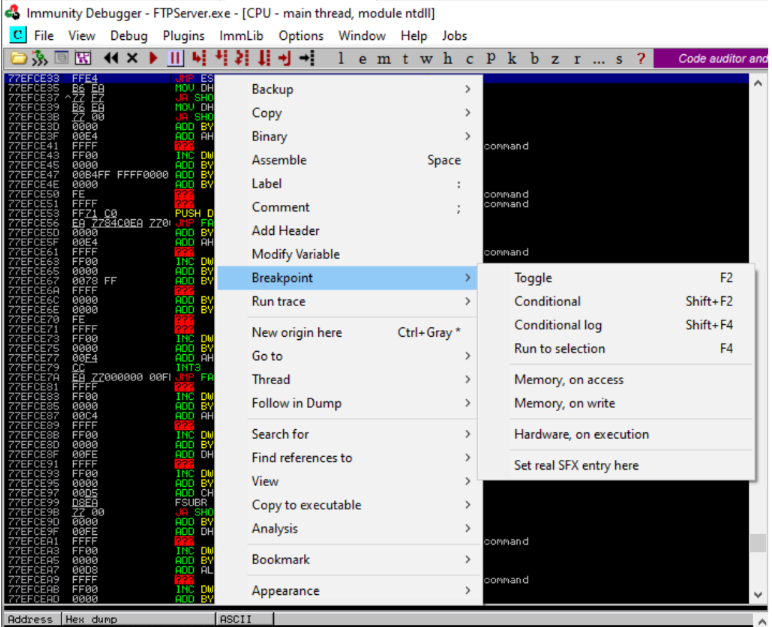 Immunity Debugger - FTPServer.exe - [CPU - main thread, module ntdll]
C File View Debug Plugins ImmLib Options Window Help Jobs
l e m t w h c P k b z r ... s ? Code auditor and
77EFCE33 FFE4 JMP ES
77EFCE35 B6 EA MOV DH
77EFCE37 ^77 E7 JA SHO
77EFCE39 B6 EA MOV DH
77EFCE3B 77 00 JA SHO
77EFCE3D 0000 ADD BY
77EFCE3F 00E4 ADD AH
77EFCE41 FFFF ??? command
77EFCE43 FF00 INC DW
77EFCE45 0000 ADD BY
77EFCE47 00B4FF FFFF0000 ADD BY
77EFCE4E 0000 ADD BY
77EFCE50 FE ??? command
77EFCE51 FFFF ??? command
77EFCE53 FF71 C0 PUSH D
77EFCE56 EA 7784C0EA 770 JMP FA
77EFCE5D 0000 ADD BY
77EFCE5F 00E4 ADD AH
77EFCE61 FFFF ??? command
77EFCE63 FF00 INC DW
77EFCE65 0000 ADD BY
77EFCE67 0078 FF ADD BY
77EFCE6A FFFF ???
77EFCE6C 0000 ADD BY
77EFCE6E 0000 ADD BY
77EFCE70 FE ???
77EFCE71 FFFF ???
77EFCE73 FF00 INC DW
77EFCE75 0000 ADD BY
77EFCE77 00E4 ADD AH
77EFCE79 CC INT3
77EFCE7A EA 77000000 00F JMP FA
77EFCE81 FFFF ???
77EFCE83 FF00 INC DW
77EFCE85 0000 ADD BY
77EFCE87 00C4 ADD AH
77EFCE89 FFFF ???
77EFCE8B FF00 INC DW
77EFCE8D 0000 ADD BY
77EFCE8F 00FE ADD DH
77EFCE91 FFFF ???
77EFCE93 FF00 INC DW
77EFCE95 0000 ADD BY
77EFCE97 00D5 ADD CH
77EFCE99 D8EA FSUBR
77EFCE9B 77 00 JA SHO
77EFCE9D 0000 ADD BY
77EFCE9F 00FE ADD DH
77EFCEA1 FFFF ??? command
77EFCEA3 FF00 INC DW
77EFCEA5 0000 ADD BY
77EFCEA7 00D8 ADD AL
77EFCEA9 FFFF ??? command
77EFCEAB FF00 INC DW
77EFCEAD 0000 ADD BY
Backup
Copy
Binary
Assemble Space
Label :
Comment ;
Add Header
Modify Variable
Breakpoint
Run trace
New origin here Ctrl+Gray *
Go to
Thread
Follow in Dump
Search for
Find references to
View
Copy to executable
Analysis
Bookmark
Appearance
Toggle F2
Conditional Shift+F2
Conditional log Shift+F4
Run to selection F4
Memory, on access
Memory, on write
Hardware, on execution
Set real SFX entry here
Address Hex dump ASCII